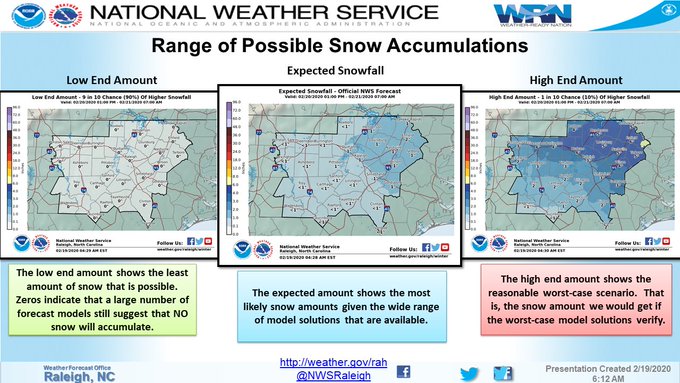 NATIONAL WEATHER SERVICE
NATIONAL OCEANIC AND ATMOSPHERIC ADMINISTRATION
WRN
WEATHER-READY NATION
Range of Possible Snow Accumulations
Low End Amount
Expected Snowfall
High End Amount
Low End Amount - 9 in 10 Chance (90%) Of Higher Snowfall
Valid: 02/20/2020 01:00 PM - 02/21/2020 07:00 AM
National Weather Service
Raleigh, North Carolina
02/19/2020 04:29 AM EST
Follow Us:
weather.gov/raleigh/winter
Expected Snowfall - Official NWS Forecast
Valid: 02/20/2020 01:00 PM - 02/21/2020 07:00 AM
National Weather Service
Raleigh, North Carolina
02/19/2020 04:28 AM EST
Follow Us:
weather.gov/raleigh/winter
High End Amount - 1 in 10 Chance (10%) Of Higher Snowfall
Valid: 02/20/2020 01:00 PM - 02/21/2020 07:00 AM
National Weather Service
Raleigh, North Carolina
02/19/2020 04:30 AM EST
Follow Us:
weather.gov/raleigh/winter
The low end amount shows the least
amount of snow that is possible.
Zeros indicate that a large number of
forecast models still suggest that NO
snow will accumulate.
The expected amount shows the most
likely snow amounts given the wide range
of model solutions that are available.
The high end amount shows the
reasonable worst-case scenario. That
is, the snow amount we would get if
the worst-case model solutions verify.
Weather Forecast Office
Raleigh, NC
http://weather.gov/rah
@NWSRaleigh
Presentation Created 2/19/2020
6:12 AM